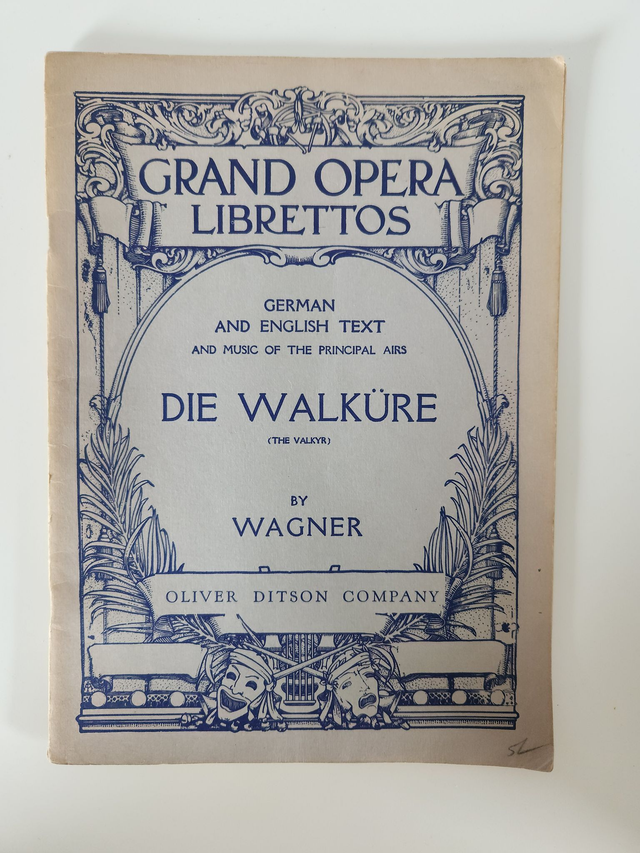 GRAND OPERA
LIBRETTOS
GERMAN
AND ENGLISH TEXT
AND MUSIC OF THE PRINCIPAL AIRS
DIE WALKÜRE
(THE VALKYR)
BY
WAGNER
OLIVER DITSON COMPANY